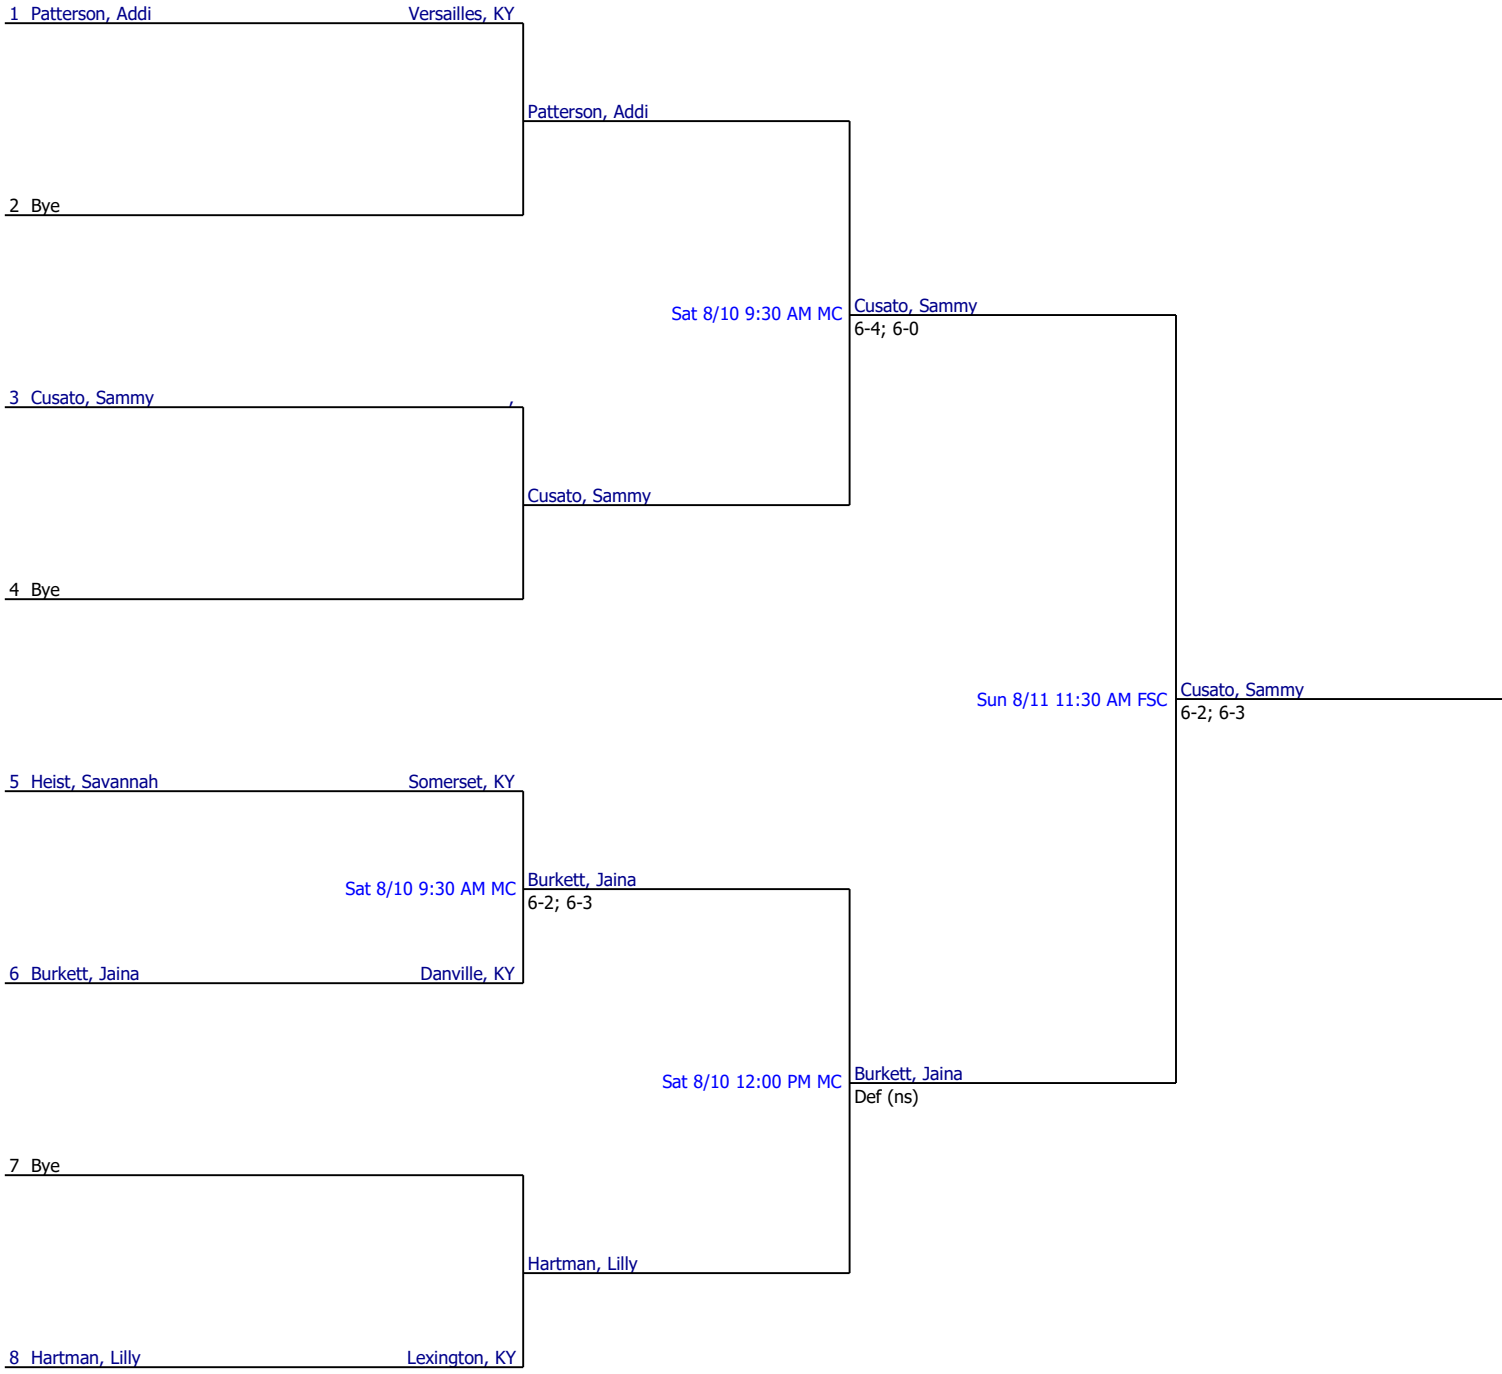 1 Patterson, Addi Versailles, KY
Patterson, Addi
2 Bye
Sat 8/10 9:30 AM MC Cusato, Sammy
6-4; 6-0
3 Cusato, Sammy ,
Cusato, Sammy
4 Bye
Sun 8/11 11:30 AM FSC Cusato, Sammy
6-2; 6-3
5 Heist, Savannah Somerset, KY
Sat 8/10 9:30 AM MC Burkett, Jaina
6-2; 6-3
6 Burkett, Jaina Danville, KY
Sat 8/10 12:00 PM MC Burkett, Jaina
Def (ns)
7 Bye
Hartman, Lilly
8 Hartman, Lilly Lexington, KY